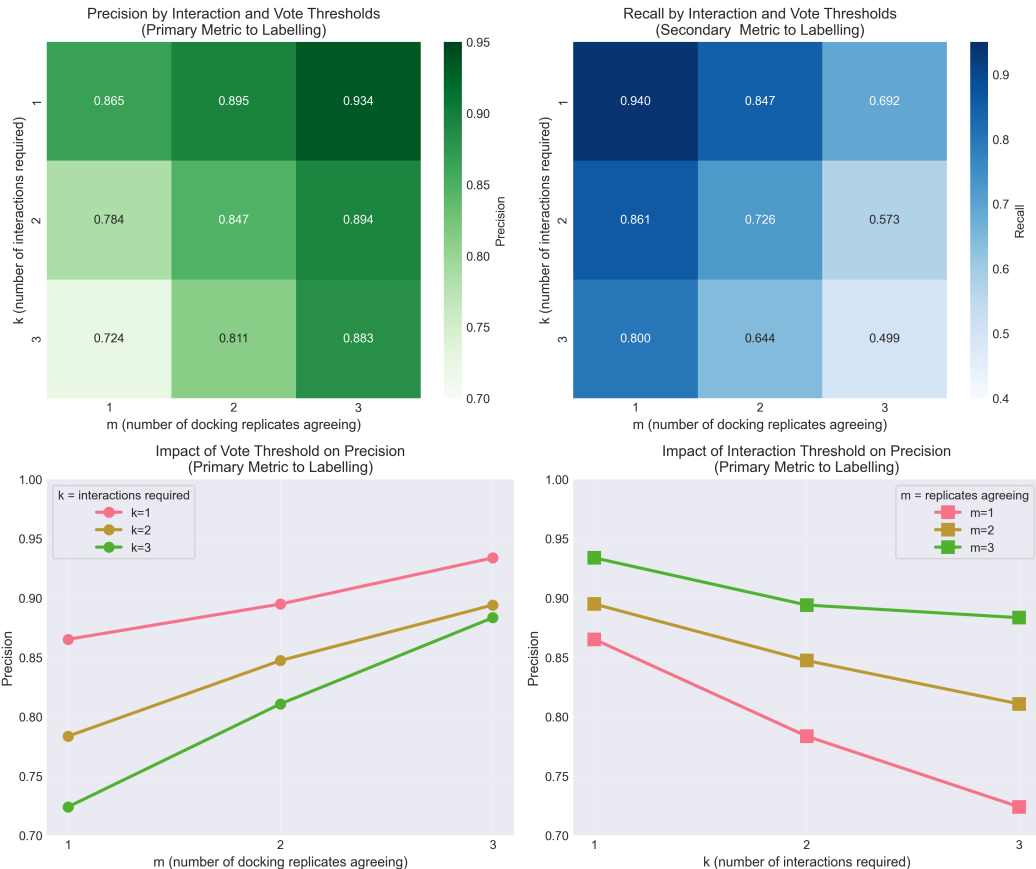 Precision by Interaction and Vote Thresholds
(Primary Metric to Labelling)
k (number of interactions required)
1
2
3
0.865
0.895
0.934
0.784
0.847
0.894
0.724
0.811
0.883
1
2
3
m (number of docking replicates agreeing)
0.95
0.90
0.85
0.80
0.75
0.70
Precision
Recall by Interaction and Vote Thresholds
(Secondary  Metric to Labelling)
k (number of interactions required)
1
2
3
0.940
0.847
0.692
0.861
0.726
0.573
0.800
0.644
0.499
1
2
3
m (number of docking replicates agreeing)
0.9
0.8
0.7
0.6
0.5
0.4
Recall
Impact of Vote Threshold on Precision
(Primary Metric to Labelling)
Precision
1.00
0.95
0.90
0.85
0.80
0.75
0.70
k = interactions required
k=1
k=2
k=3
1
2
3
m (number of docking replicates agreeing)
Impact of Interaction Threshold on Precision
(Primary Metric to Labelling)
Precision
1.00
0.95
0.90
0.85
0.80
0.75
0.70
m = replicates agreeing
m=1
m=2
m=3
1
2
3
k (number of interactions required)